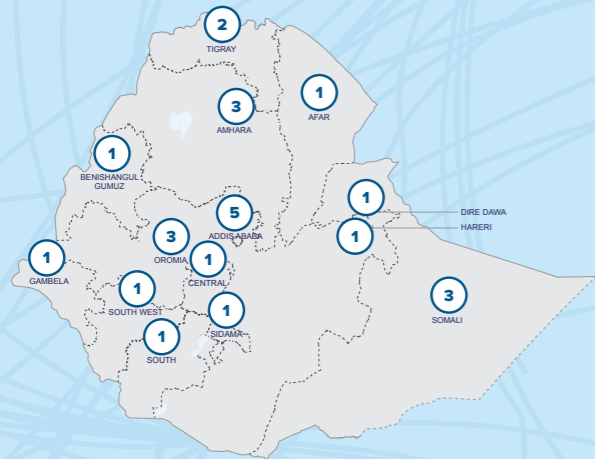 2
TIGRAY
1
AFAR
3
AMHARA
1
BENISHANGUL
GUMUZ
1
DIRE DAWA
5
ADDIS ABABA
1
HARERI
3
OROMIA
1
CENTRAL
1
GAMBELA
1
SOUTH WEST
3
SOMALI
1
SIDAMA
1
SOUTH